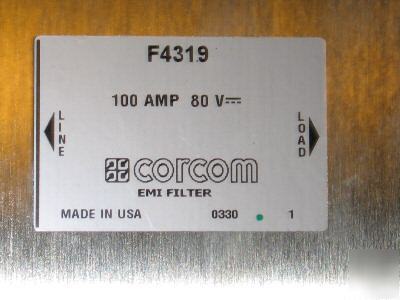 F4319
100 AMP 80 V⎓
LINE
LOAD
corcom
EMI FILTER
MADE IN USA 0330 1